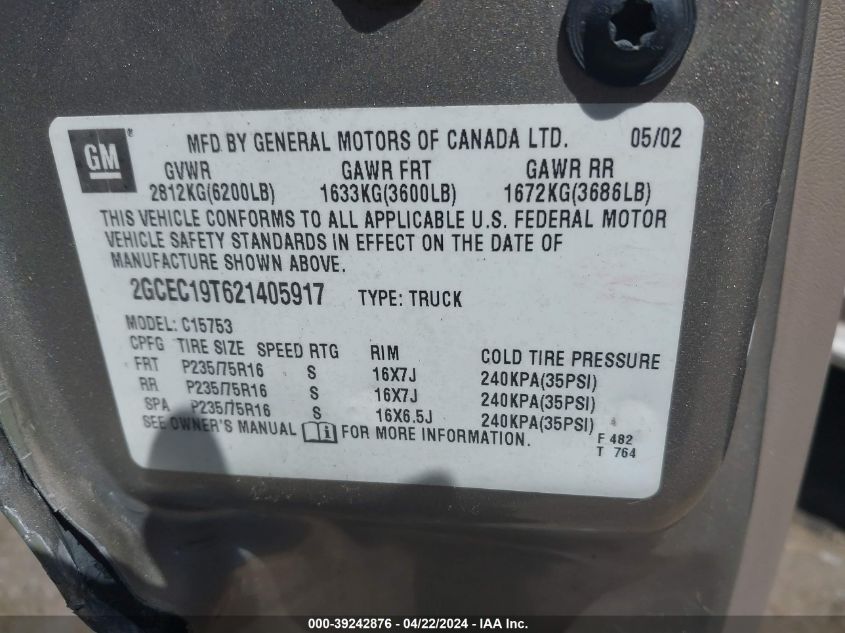 GM ® MFD BY GENERAL MOTORS OF CANADA LTD. 05/02
GVWR GAWR FRT GAWR RR
2812KG(6200LB) 1633KG(3600LB) 1672KG(3686LB)
THIS VEHICLE CONFORMS TO ALL APPLICABLE U.S. FEDERAL MOTOR
VEHICLE SAFETY STANDARDS IN EFFECT ON THE DATE OF
MANUFACTURE SHOWN ABOVE.
2GCEC19T621405917 TYPE: TRUCK
MODEL: C15753
CPFG TIRE SIZE SPEED RTG RIM COLD TIRE PRESSURE
FRT P235/75R16 S 16X7J 240KPA(35PSI)
RR P235/75R16 S 16X7J 240KPA(35PSI)
SPA P235/75R16 S 16X6.5J 240KPA(35PSI)
SEE OWNER'S MANUAL FOR MORE INFORMATION.
F 482
T 764
000-39242876 - 04/22/2024 - IAA Inc.